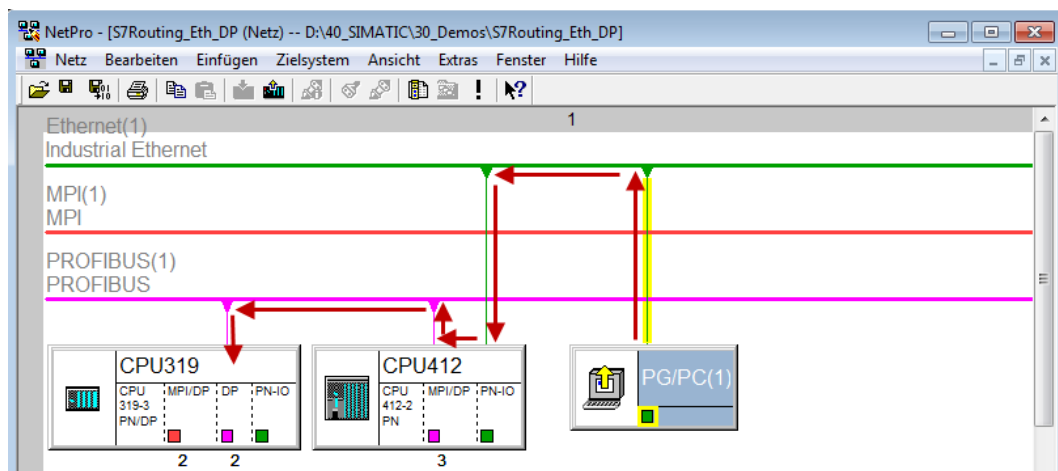 NetPro - [S7Routing_Eth_DP (Netz) -- D:\40_SIMATIC\30_Demos\S7Routing_Eth_DP]
Netz Bearbeiten Einfügen Zielsystem Ansicht Extras Fenster Hilfe
1
Ethernet(1)
Industrial Ethernet
MPI(1)
MPI
PROFIBUS(1)
PROFIBUS
CPU319
CPU
319-3
PN/DP
MPI/DP
DP
PN-IO
2
2
CPU412
CPU
412-2
PN
MPI/DP
PN-IO
3
PG/PC(1)